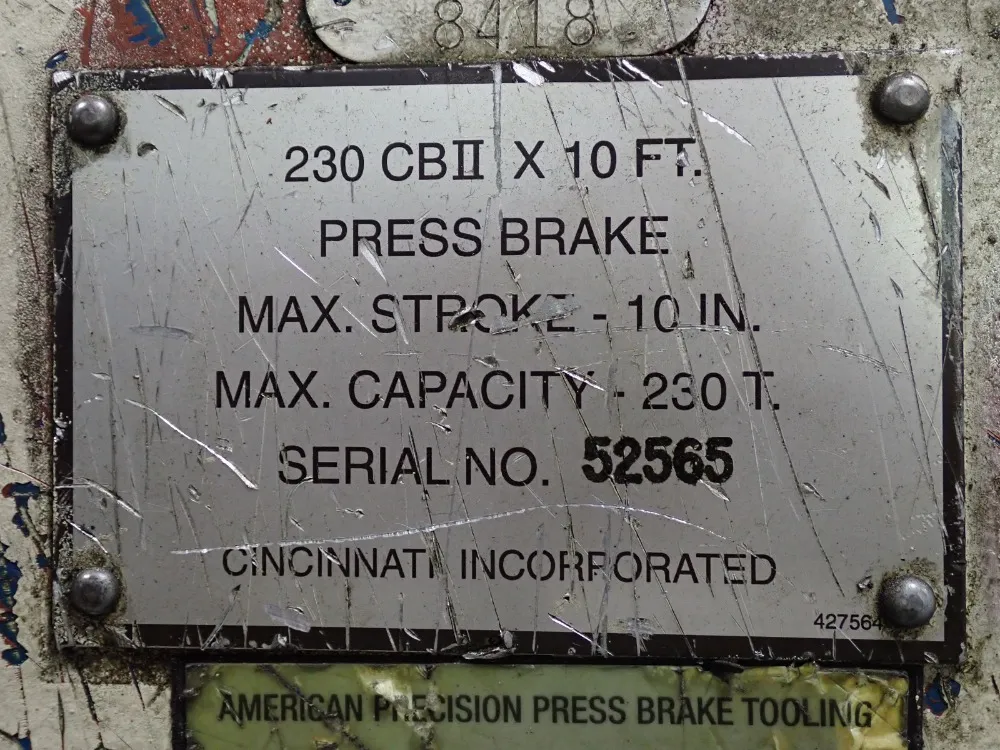 8418
230 CBII X 10 FT.
PRESS BRAKE
MAX. STROKE - 10 IN.
MAX. CAPACITY - 230 T.
SERIAL NO. 52565
CINCINNATI INCORPORATED
427564
AMERICAN PRECISION PRESS BRAKE TOOLING